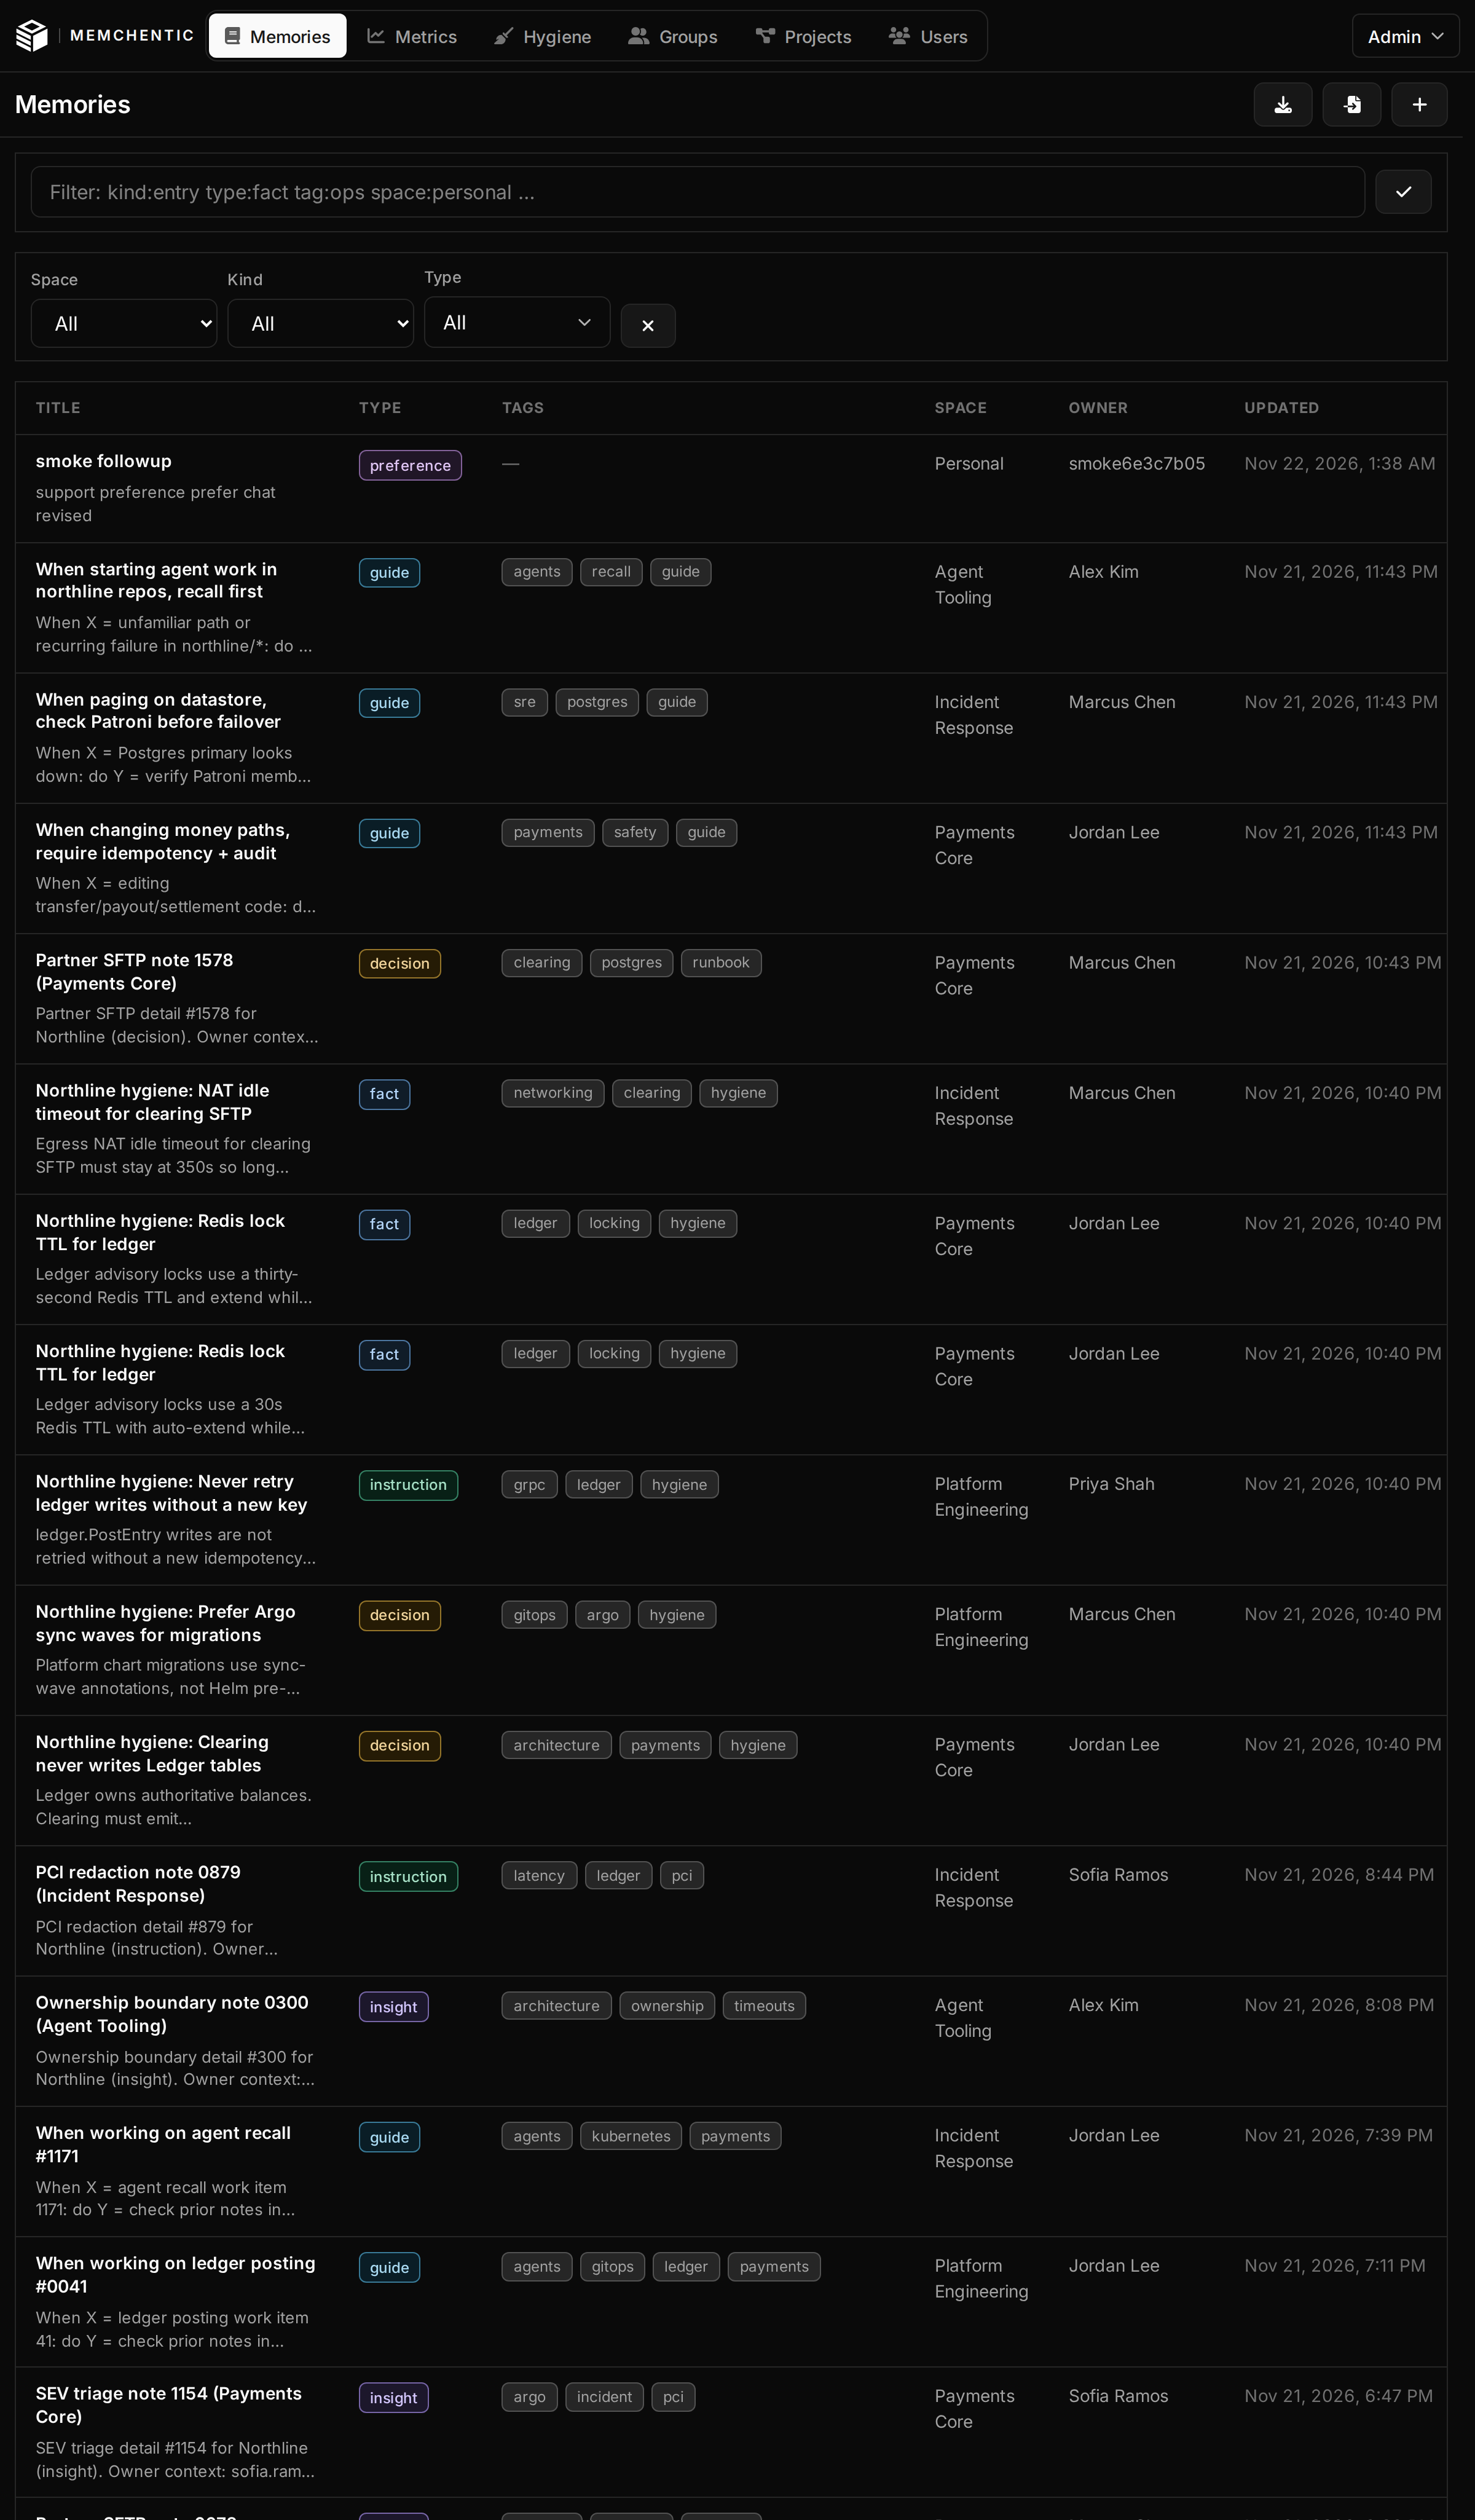 MEMCHENTIC Memories Metrics Hygiene Groups Projects Users Admin
Memories
Filter: kind:entry type:fact tag:ops space:personal ...
Space Kind Type
All All All
TITLE TYPE TAGS SPACE OWNER UPDATED
smoke followup preference — Personal smoke6e3c7b05 Nov 22, 2026, 1:38 AM
support preference prefer chat
revised
When starting agent work in guide agents recall guide Agent Alex Kim Nov 21, 2026, 11:43 PM
northline repos, recall first Tooling
When X = unfamiliar path or
recurring failure in northline/*: do ...
When paging on datastore, guide sre postgres guide Incident Marcus Chen Nov 21, 2026, 11:43 PM
check Patroni before failover Response
When X = Postgres primary looks
down: do Y = verify Patroni memb...
When changing money paths, guide payments safety guide Payments Jordan Lee Nov 21, 2026, 11:43 PM
require idempotency + audit Core
When X = editing
transfer/payout/settlement code: d...
Partner SFTP note 1578 decision clearing postgres runbook Payments Marcus Chen Nov 21, 2026, 10:43 PM
(Payments Core) Core
Partner SFTP detail #1578 for
Northline (decision). Owner contex...
Northline hygiene: NAT idle fact networking clearing hygiene Incident Marcus Chen Nov 21, 2026, 10:40 PM
timeout for clearing SFTP Response
Egress NAT idle timeout for clearing
SFTP must stay at 350s so long...
Northline hygiene: Redis lock fact ledger locking hygiene Payments Jordan Lee Nov 21, 2026, 10:40 PM
TTL for ledger Core
Ledger advisory locks use a thirty-
second Redis TTL and extend whil...
Northline hygiene: Redis lock fact ledger locking hygiene Payments Jordan Lee Nov 21, 2026, 10:40 PM
TTL for ledger Core
Ledger advisory locks use a 30s
Redis TTL with auto-extend while...
Northline hygiene: Never retry instruction grpc ledger hygiene Platform Priya Shah Nov 21, 2026, 10:40 PM
ledger writes without a new key Engineering
ledger.PostEntry writes are not
retried without a new idempotency...
Northline hygiene: Prefer Argo decision gitops argo hygiene Platform Marcus Chen Nov 21, 2026, 10:40 PM
sync waves for migrations Engineering
Platform chart migrations use sync-
wave annotations, not Helm pre-...
Northline hygiene: Clearing decision architecture payments hygiene Payments Jordan Lee Nov 21, 2026, 10:40 PM
never writes Ledger tables Core
Ledger owns authoritative balances.
Clearing must emit...
PCI redaction note 0879 instruction latency ledger pci Incident Sofia Ramos Nov 21, 2026, 8:44 PM
(Incident Response) Response
PCI redaction detail #879 for
Northline (instruction). Owner...
Ownership boundary note 0300 insight architecture ownership timeouts Agent Alex Kim Nov 21, 2026, 8:08 PM
(Agent Tooling) Tooling
Ownership boundary detail #300 for
Northline (insight). Owner context:...
When working on agent recall guide agents kubernetes payments Incident Jordan Lee Nov 21, 2026, 7:39 PM
#1171 Response
When X = agent recall work item
1171: do Y = check prior notes in...
When working on ledger posting guide agents gitops ledger payments Platform Jordan Lee Nov 21, 2026, 7:11 PM
#0041 Engineering
When X = ledger posting work item
41: do Y = check prior notes in...
SEV triage note 1154 (Payments insight argo incident pci Payments Sofia Ramos Nov 21, 2026, 6:47 PM
Core) Core
SEV triage detail #1154 for Northline
(insight). Owner context: sofia.ram...